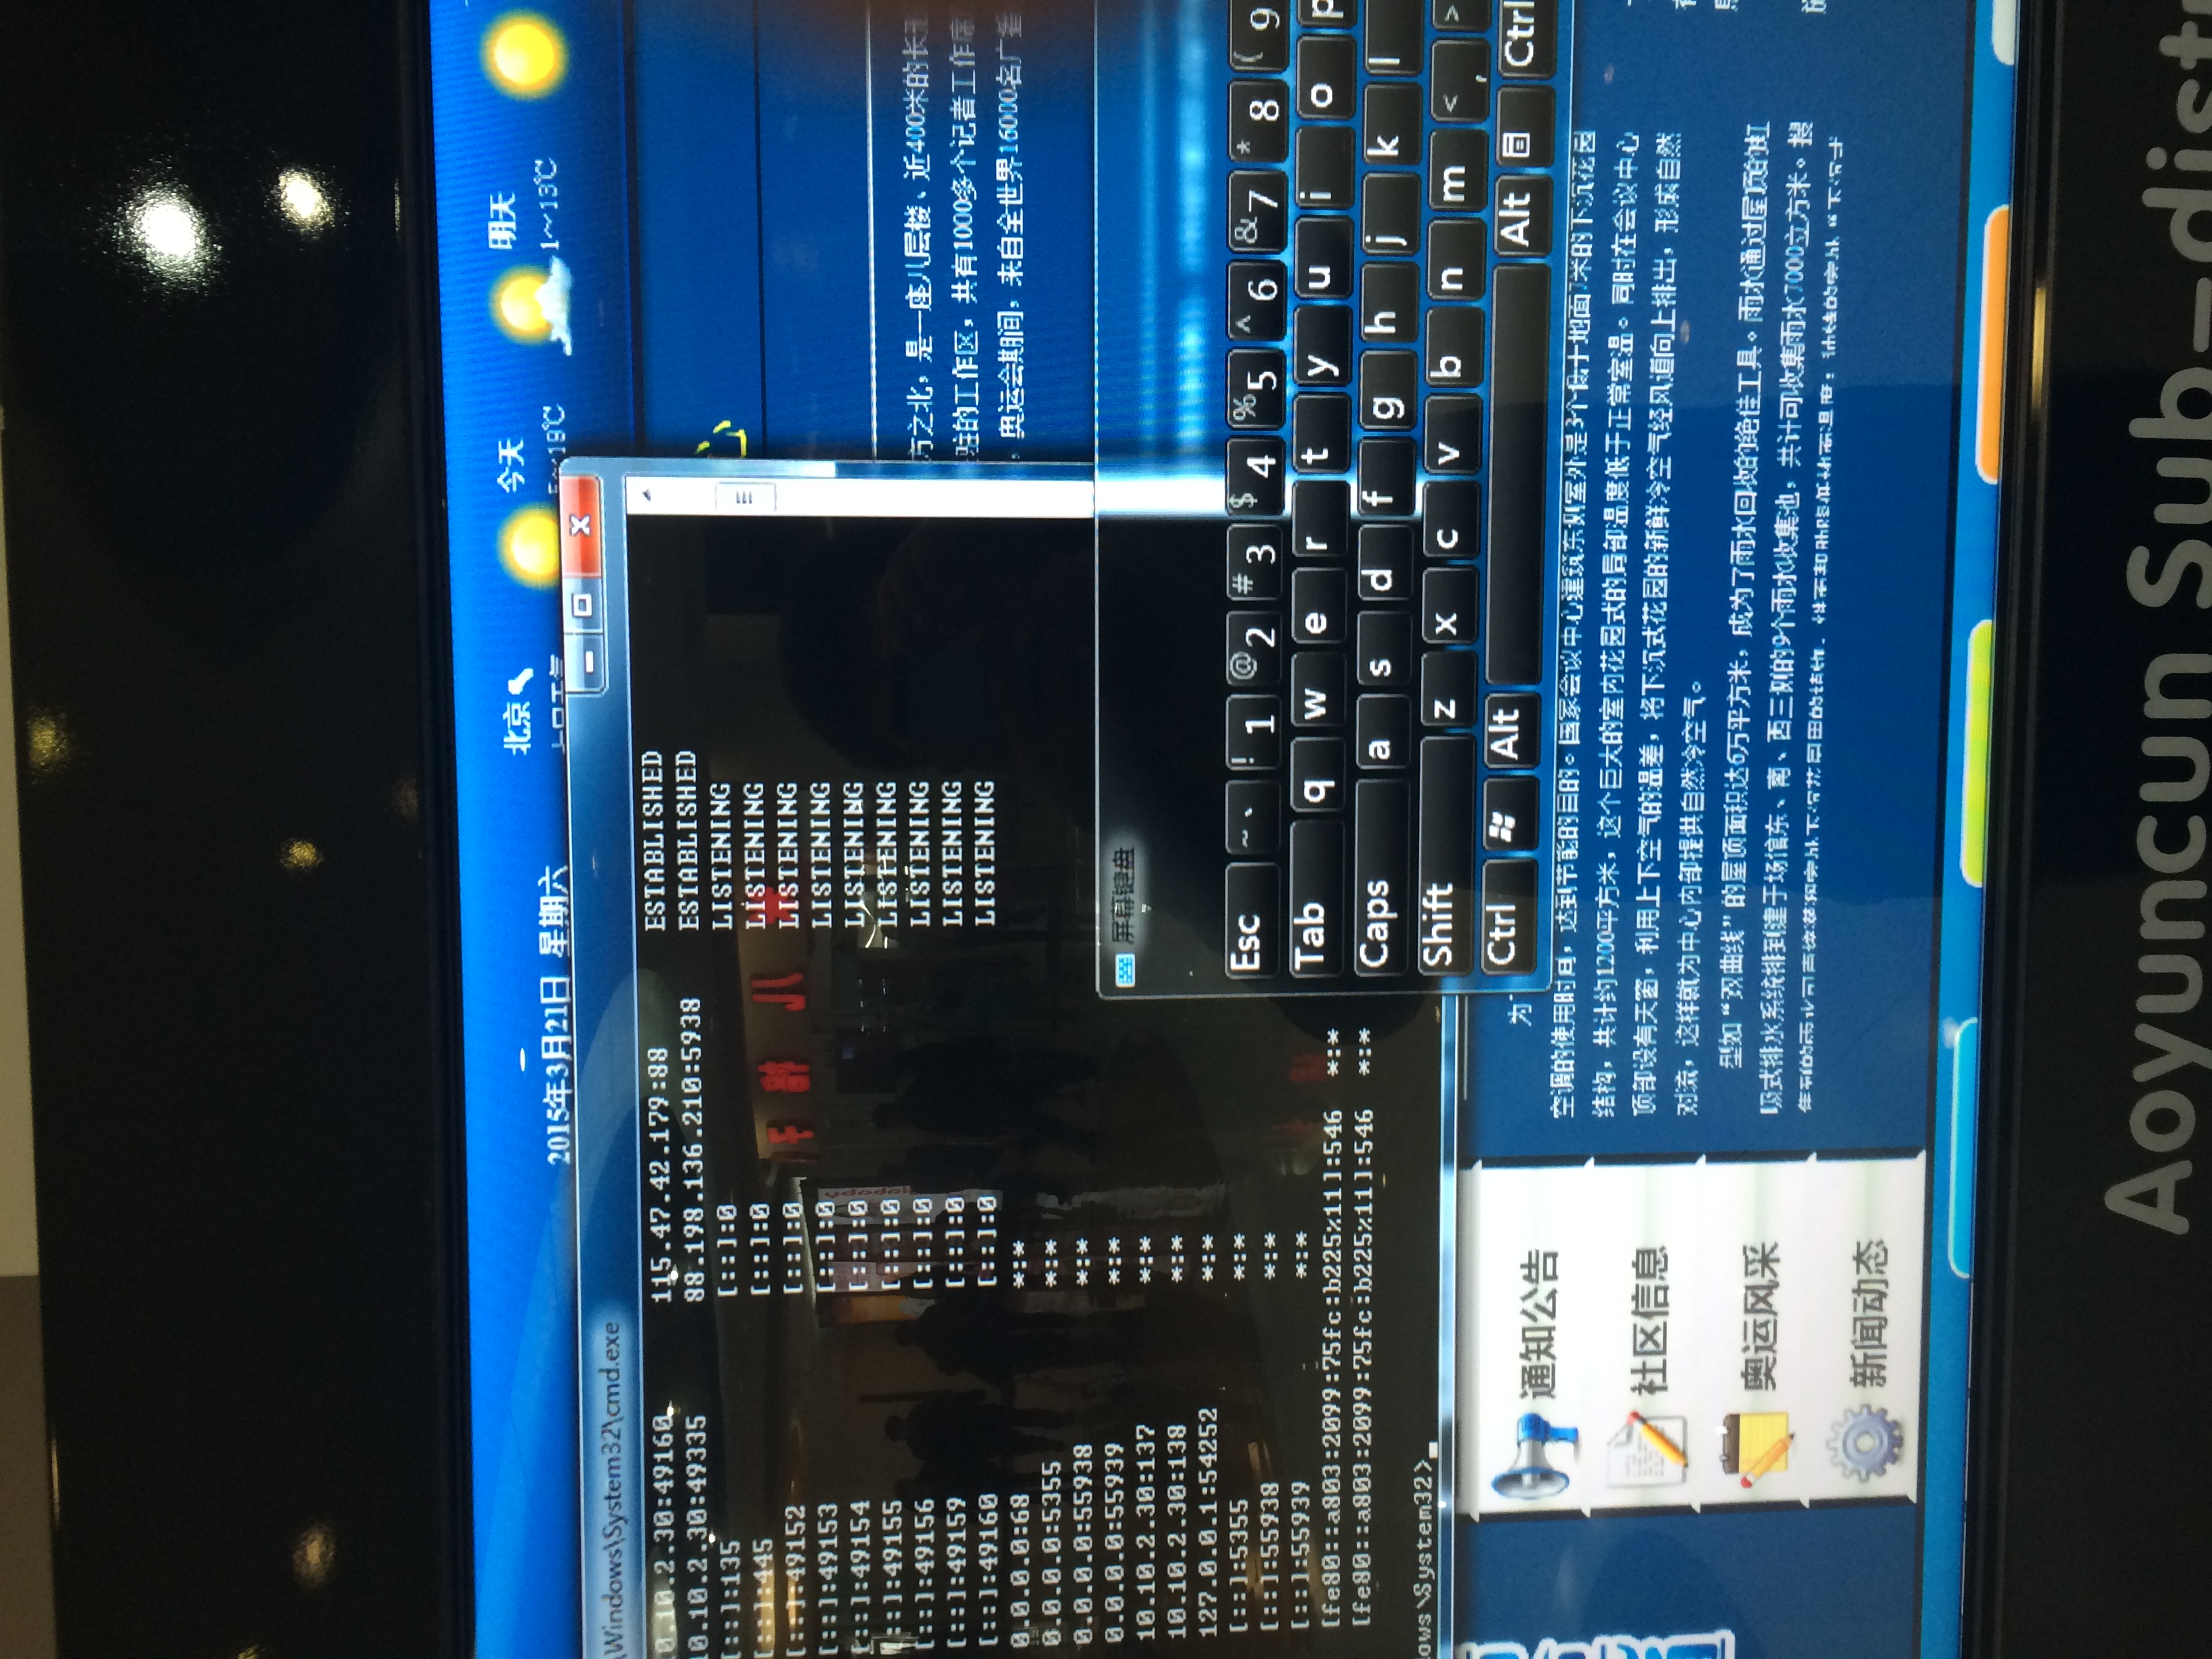 北京
今天
明天
2015年3月21日 星期六
1～13℃
\Windows\System32\cmd.exe
0.10.2.30:49160 115.47.42.179:88 ESTABLISHED
10.10.2.30:49335 88.198.136.210:5938 ESTABLISHED
[::]:135 [::]:0 LISTENING
[::]:445 [::]:0 LISTENING
[::]:49152 [::]:0 LISTENING
[::]:49153 [::]:0 LISTENING
[::]:49154 [::]:0 LISTENING
[::]:49155 [::]:0 LISTENING
[::]:49156 [::]:0 LISTENING
[::]:49159 [::]:0 LISTENING
[::]:49160 [::]:0 LISTENING
0.0.0.0:68 *:*
0.0.0.0:5355 *:*
0.0.0.0:55938 *:*
0.0.0.0:55939 *:*
10.10.2.30:137 *:*
10.10.2.30:138 *:*
127.0.0.1:54252 *:*
[::]:5355 *:*
[::]:55938 *:*
[::]:55939 *:*
[fe80::a803:2099:75fc:b225%11]:546 *:*
[fe80::a803:2099:75fc:b225%11]:546 *:*
ows\System32>
方之北，是一座八层楼、近400米的长
驻的工作区，共有1000多个记者工作席
，奥运会期间，来自全世界16000名广播
屏幕键盘
Esc ~ ` ! 1 @ 2 # 3 $ 4 % 5 ^ 6 & 7 * 8 ( 9
Tab q w e r t y u i o p
Caps a s d f g h j k l
Shift z x c v b n m < , >
Ctrl Alt Alt Ctrl
通知公告
社区信息
奥运风采
新闻动态
为
空调的使用时间，达到节能的目的。国家会议中心建筑东侧室外是3个低于地面7米的下沉花园
结构，共计约1200平方米，这个巨大的室内花园式的局部温度低于正常室温。同时在会议中心
顶部设有天窗，利用上下空气的温差，将下沉式花园的新鲜冷空气经风道向上排出，形成自然
对流，这样就为中心内部提供自然冷空气。
型如“双曲线”的屋顶面积达6万平方米，成为了雨水回收的绝佳工具。雨水通过屋顶的虹
吸式排水系统排到建于场馆东、南、西三侧的9个雨水收集池，共计可收集雨水7000立方米。搜
Aoyuncun Sub-distr